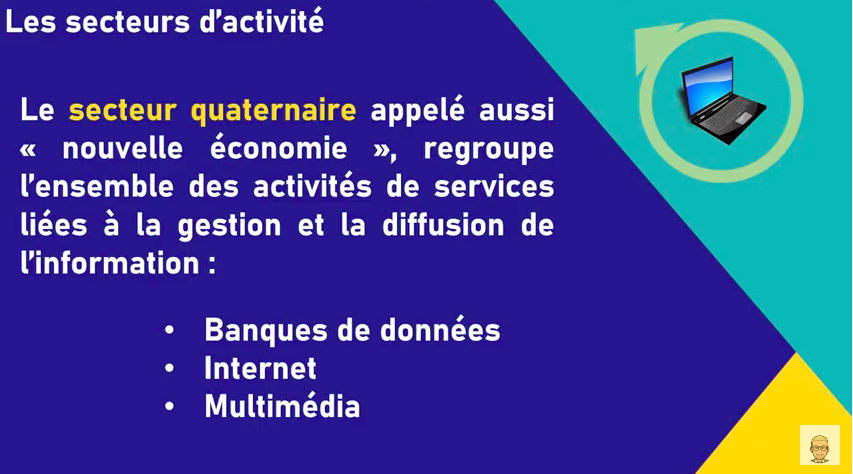 Les secteurs d’activité
Le secteur quaternaire appelé aussi
« nouvelle économie », regroupe
l’ensemble des activités de services
liées à la gestion et la diffusion de
l’information :
• Banques de données
• Internet
• Multimédia